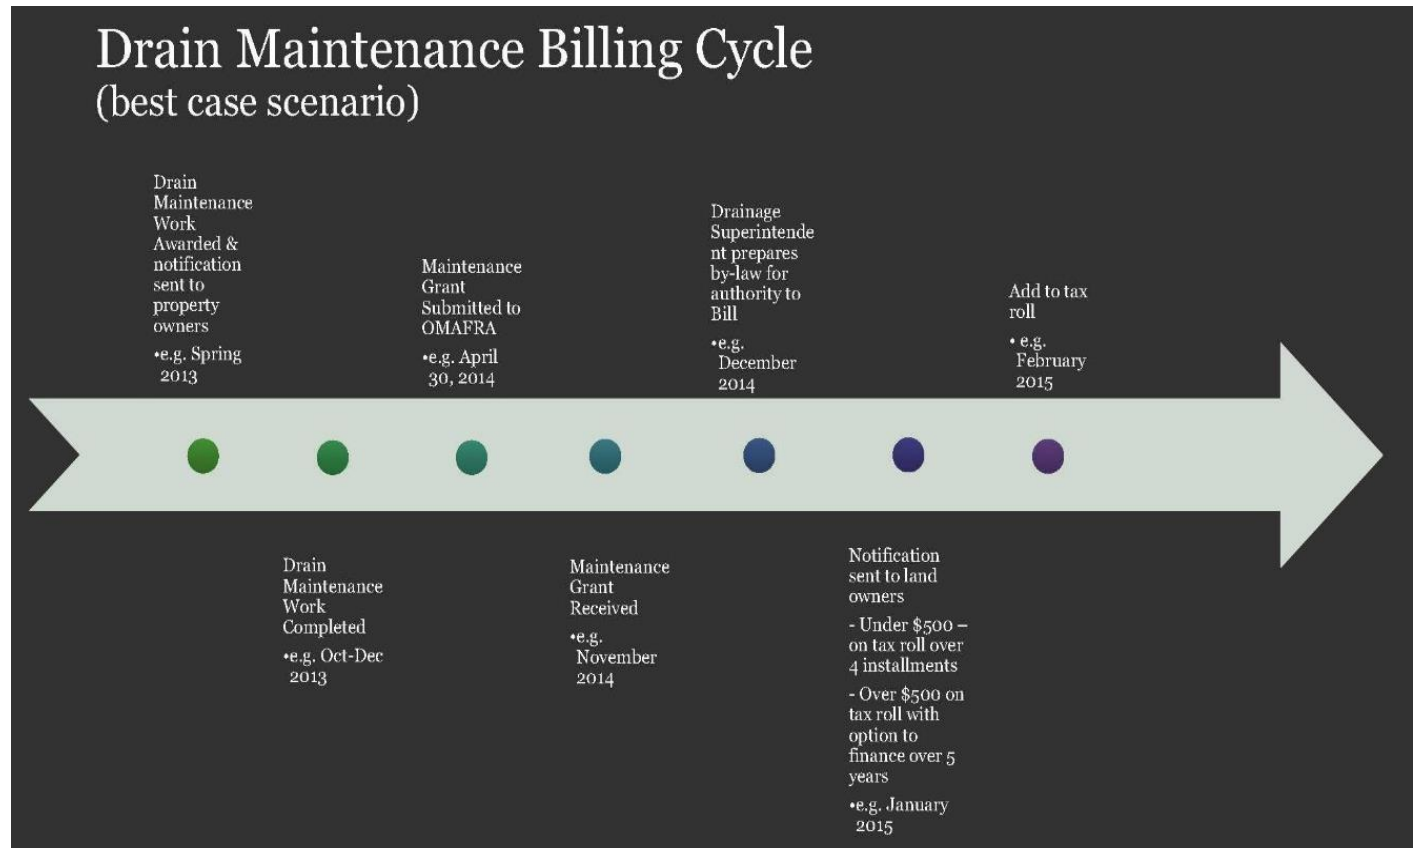 Drain Maintenance Billing Cycle
(best case scenario)
Drain
Maintenance
Work
Awarded &
notification
sent to
property
owners
•e.g. Spring
2013
Drain
Maintenance
Work
Completed
•e.g. Oct-Dec
2013
Maintenance
Grant
Submitted to
OMAFRA
•e.g. April
30, 2014
Maintenance
Grant
Received
•e.g.
November
2014
Drainage
Superintende
nt prepares
by-law for
authority to
Bill
•e.g.
December
2014
Notification
sent to land
owners
- Under $500 –
on tax roll over
4 installments
- Over $500 on
tax roll with
option to
finance over 5
years
•e.g. January
2015
Add to tax
roll
• e.g.
February
2015